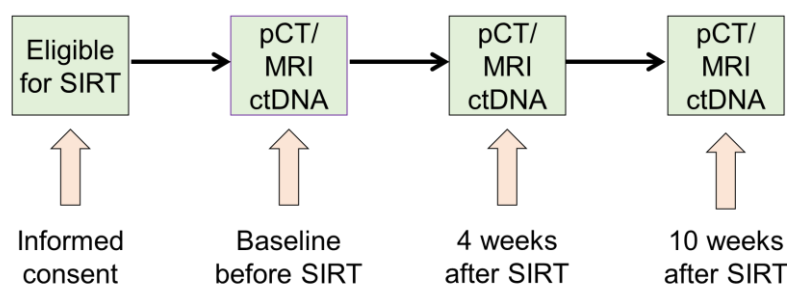 Eligible
for SIRT
pCT/
MRI
ctDNA
pCT/
MRI
ctDNA
pCT/
MRI
ctDNA
Informed
consent
Baseline
before SIRT
4 weeks
after SIRT
10 weeks
after SIRT